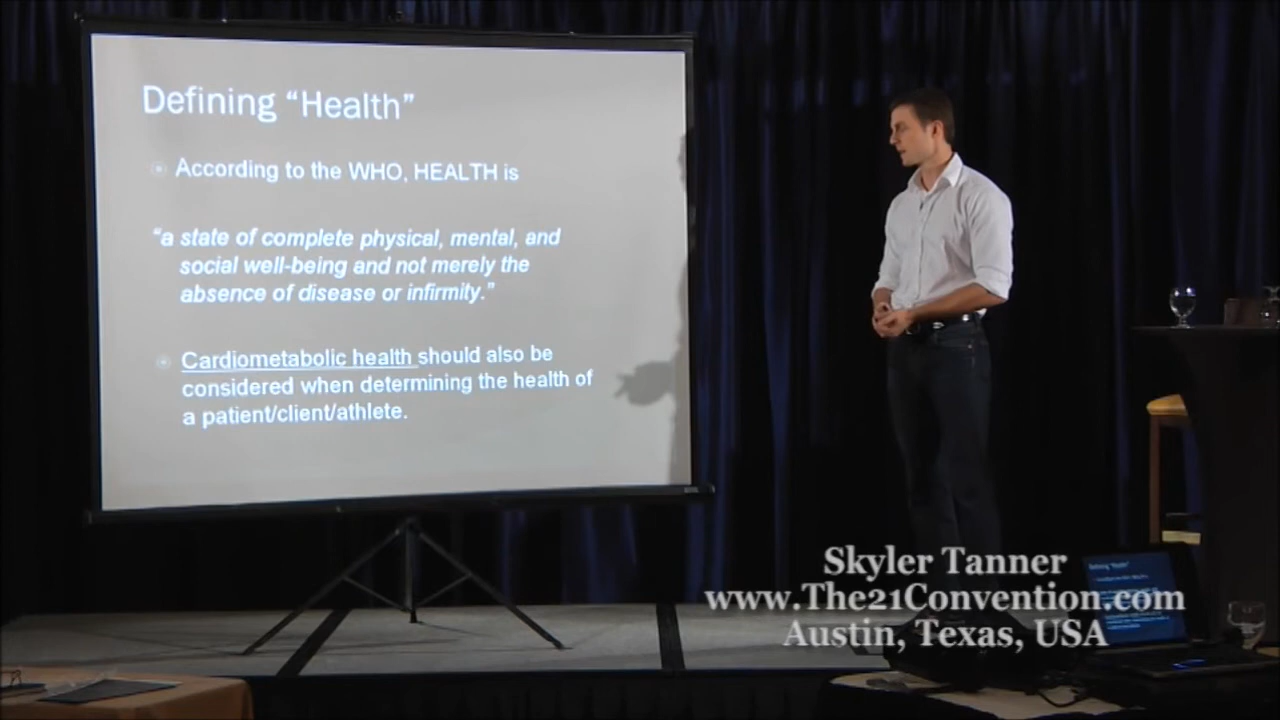 Defining “Health”
According to the WHO, HEALTH is
“a state of complete physical, mental, and
social well-being and not merely the
absence of disease or infirmity.”
Cardiometabolic health should also be
considered when determining the health of
a patient/client/athlete.
Skyler Tanner
www.The21Convention.com
Austin, Texas, USA
Defining “Health”